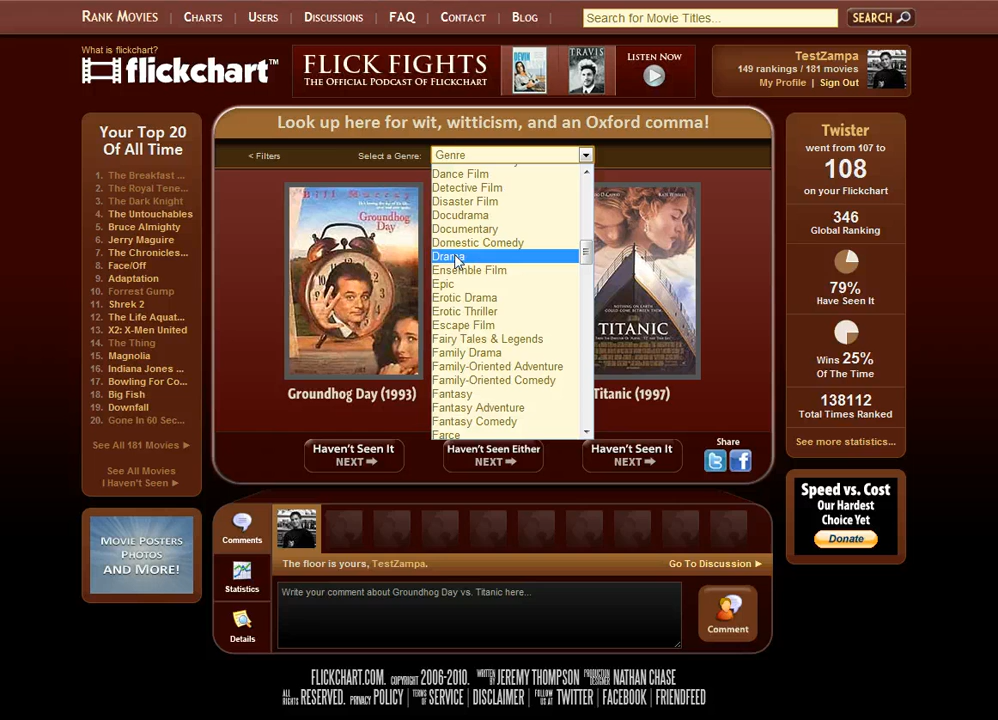 Rank Movies | Charts | Users | Discussions | FAQ | Contact | Blog |
Search for Movie Titles...
SEARCH
What is flickchart?
flickchart™
FLICK FIGHTS
The Official Podcast of Flickchart
DEVIN
TRAVIS
Listen Now
TestZampa
149 rankings / 181 movies
My Profile | Sign Out
Your Top 20
Of All Time
1. The Breakfast ...
2. The Royal Tene...
3. The Dark Knight
4. The Untouchables
5. Bruce Almighty
6. Jerry Maguire
7. The Chronicles...
8. Face/Off
9. Adaptation
10. Forrest Gump
11. Shrek 2
12. The Life Aquat...
13. X2: X-Men United
14. The Thing
15. Magnolia
16. Indiana Jones ...
17. Bowling For Co...
18. Big Fish
19. Downfall
20. Gone In 60 Sec...
See All 181 Movies
See All Movies
I Haven't Seen
Movie Posters
Photos
and More!
Look up here for wit, witticism, and an Oxford comma!
< Filters
Select a Genre:
Genre
Dance Film
Detective Film
Disaster Film
Docudrama
Documentary
Domestic Comedy
Drama
Ensemble Film
Epic
Erotic Drama
Erotic Thriller
Escape Film
Fairy Tales & Legends
Family Drama
Family-Oriented Adventure
Family-Oriented Comedy
Fantasy
Fantasy Adventure
Fantasy Comedy
Farce
Bill Murray
Groundhog
Day
Groundhog Day (1993)
TITANIC
Titanic (1997)
Haven't Seen It
NEXT
Haven't Seen Either
NEXT
Haven't Seen It
NEXT
Share
Twister
went from 107 to
108
on your Flickchart
346
Global Ranking
79%
Have Seen It
Wins 25%
Of The Time
138112
Total Times Ranked
See more statistics...
Speed vs. Cost
Our Hardest
Choice Yet
Donate
Comments
Statistics
Details
The floor is yours, TestZampa.
Go To Discussion
Write your comment about Groundhog Day vs. Titanic here...
Comment
FLICKCHART.COM. COPYRIGHT 2006-2010. WRITTEN BY JEREMY THOMPSON PRODUCTION DESIGNER NATHAN CHASE
ALL RIGHTS RESERVED. PRIVACY POLICY | TERMS OF SERVICE | DISCLAIMER | FOLLOW US AT TWITTER | FACEBOOK | FRIENDFEED